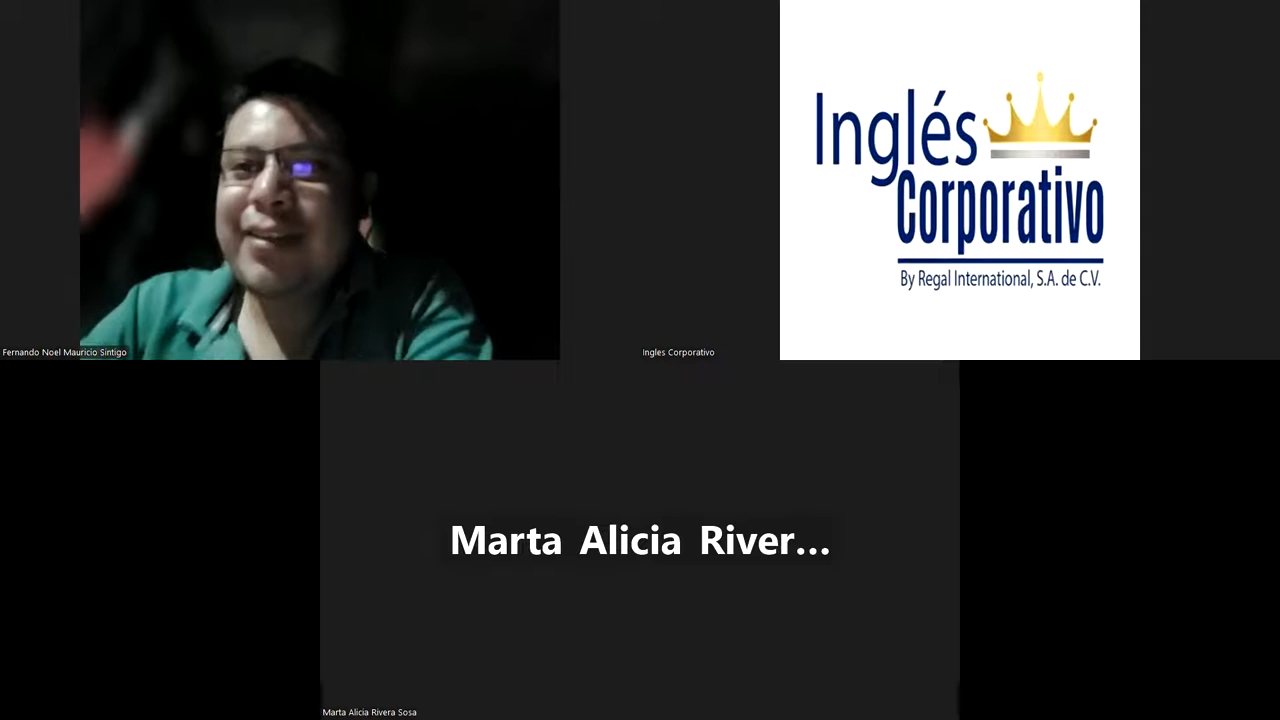 Inglés
Corporativo
By Regal International, S.A. de C.V.
Fernando Noel Mauricio Sintigo
Ingles Corporativo
Marta Alicia River...
Marta Alicia Rivera Sosa